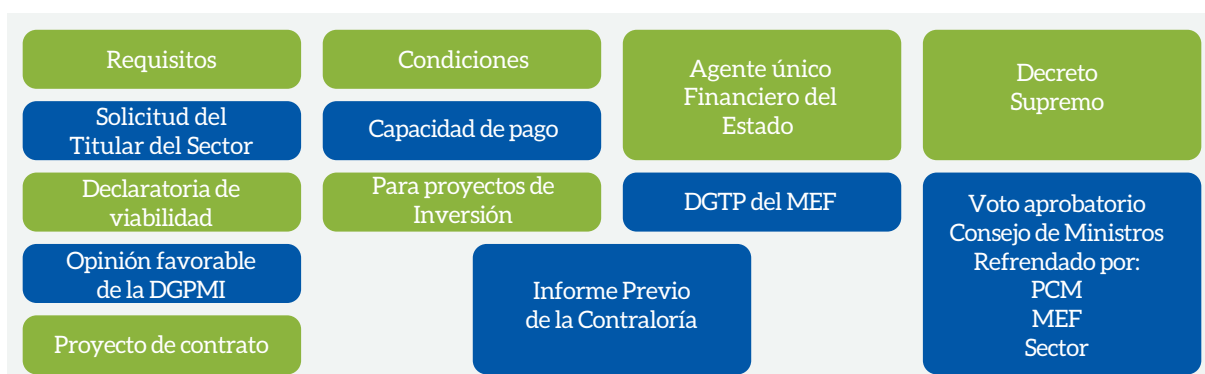 Requisitos
Solicitud del
Titular del Sector
Declaratoria de
viabilidad
Opinión favorable
de la DGPMI
Proyecto de contrato
Condiciones
Capacidad de pago
Para proyectos de
Inversión
Informe Previo
de la Contraloría
Agente único
Financiero del
Estado
DGTP del MEF
Decreto
Supremo
Voto aprobatorio
Consejo de Ministros
Refrendado por:
PCM
MEF
Sector